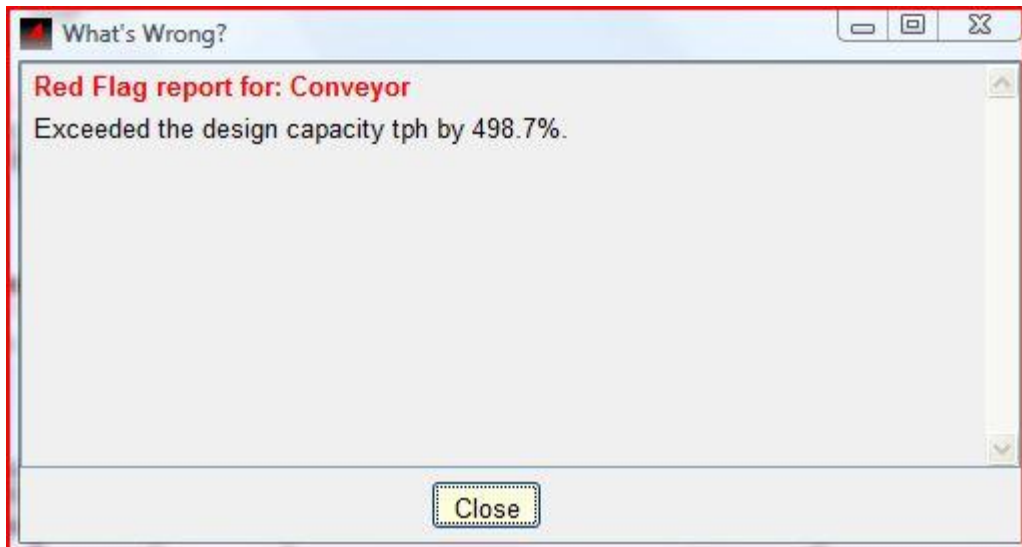 What's Wrong?
Red Flag report for: Conveyor
Exceeded the design capacity tph by 498.7%.
Close